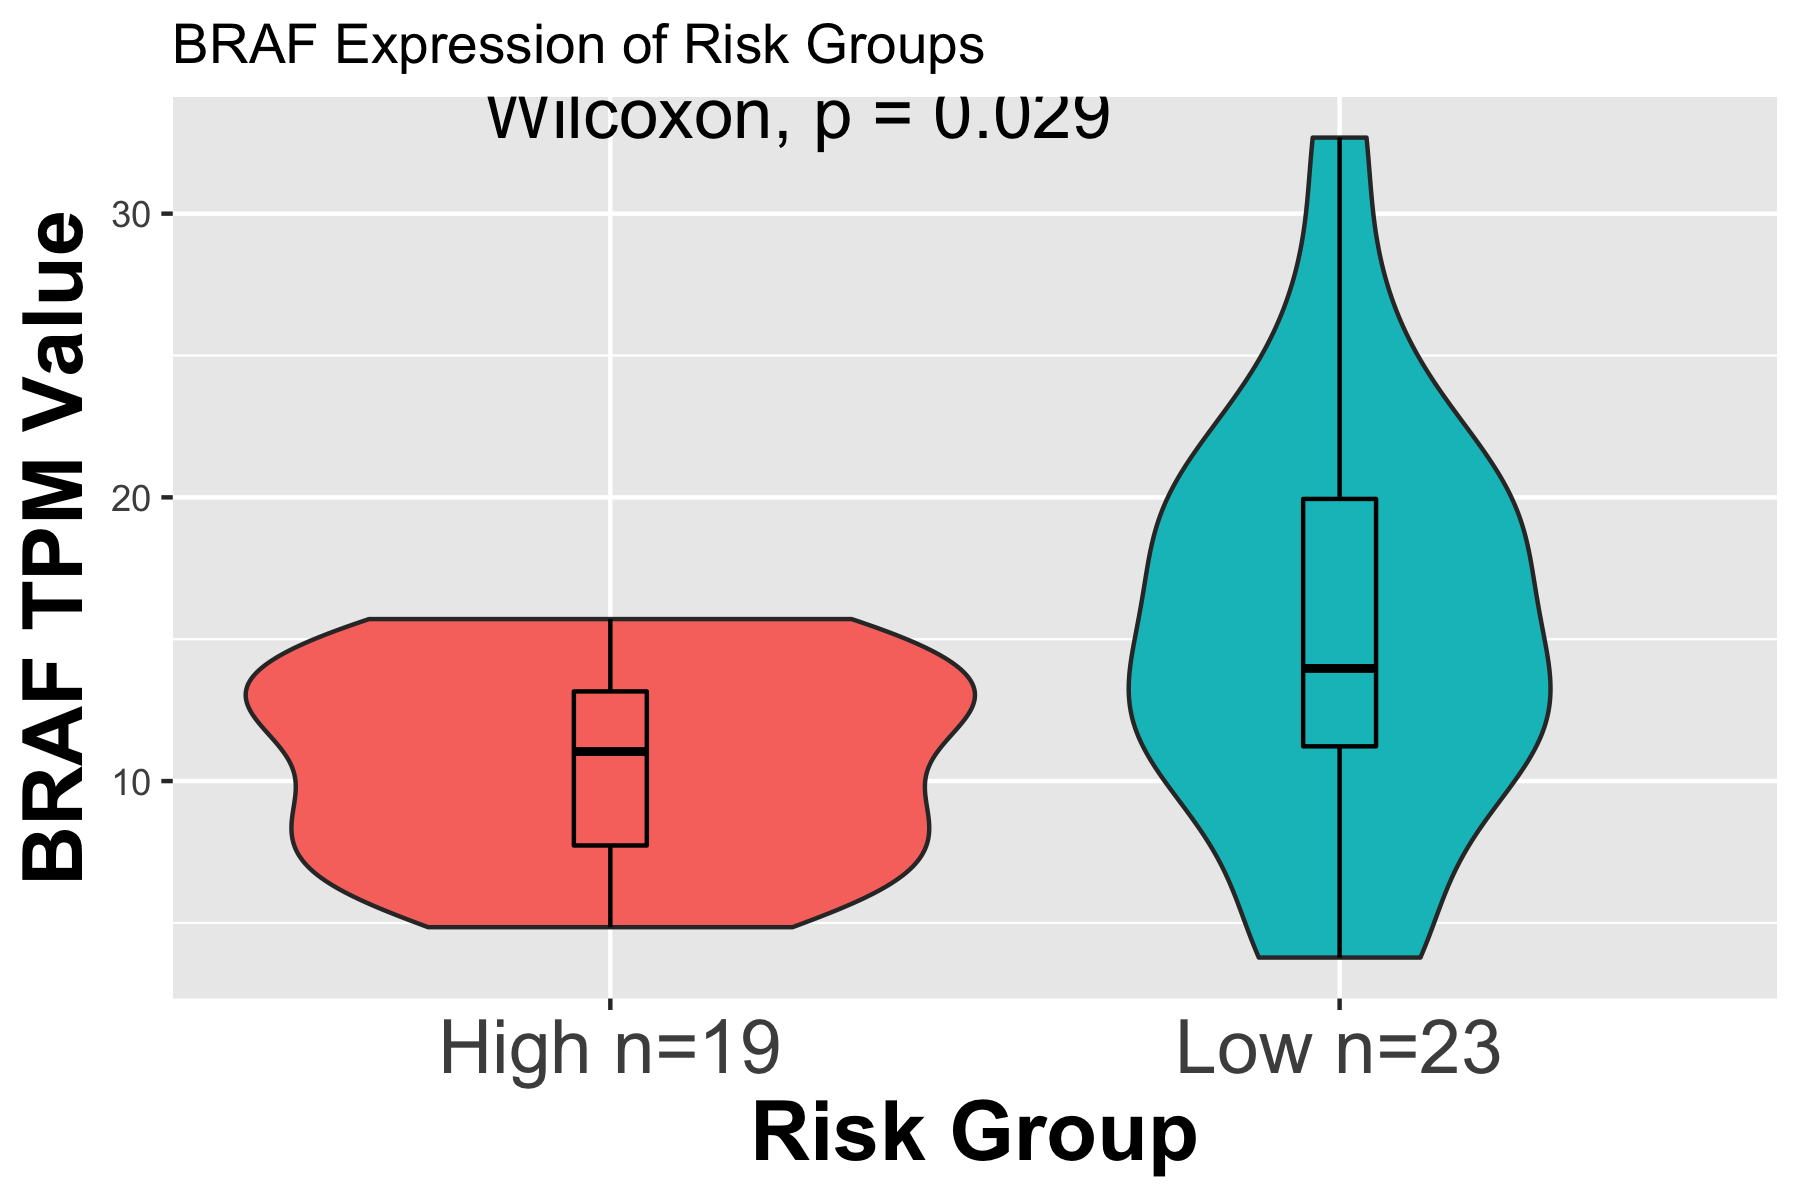 BRAF Expression of Risk Groups
Wilcoxon, p = 0.029
BRAF TPM Value
30
20
10
High n=19
Low n=23
Risk Group